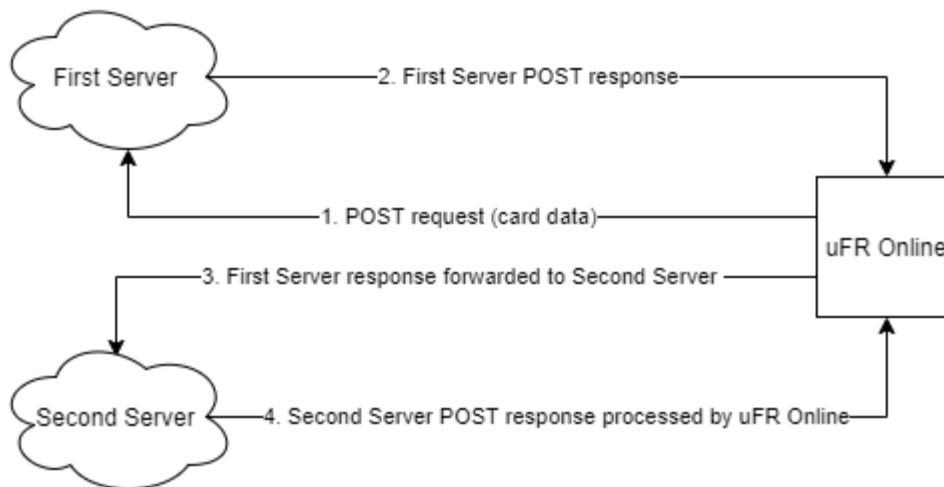 First Server
2. First Server POST response
1. POST request (card data)
uFR Online
3. First Server response forwarded to Second Server
Second Server
4. Second Server POST response processed by uFR Online